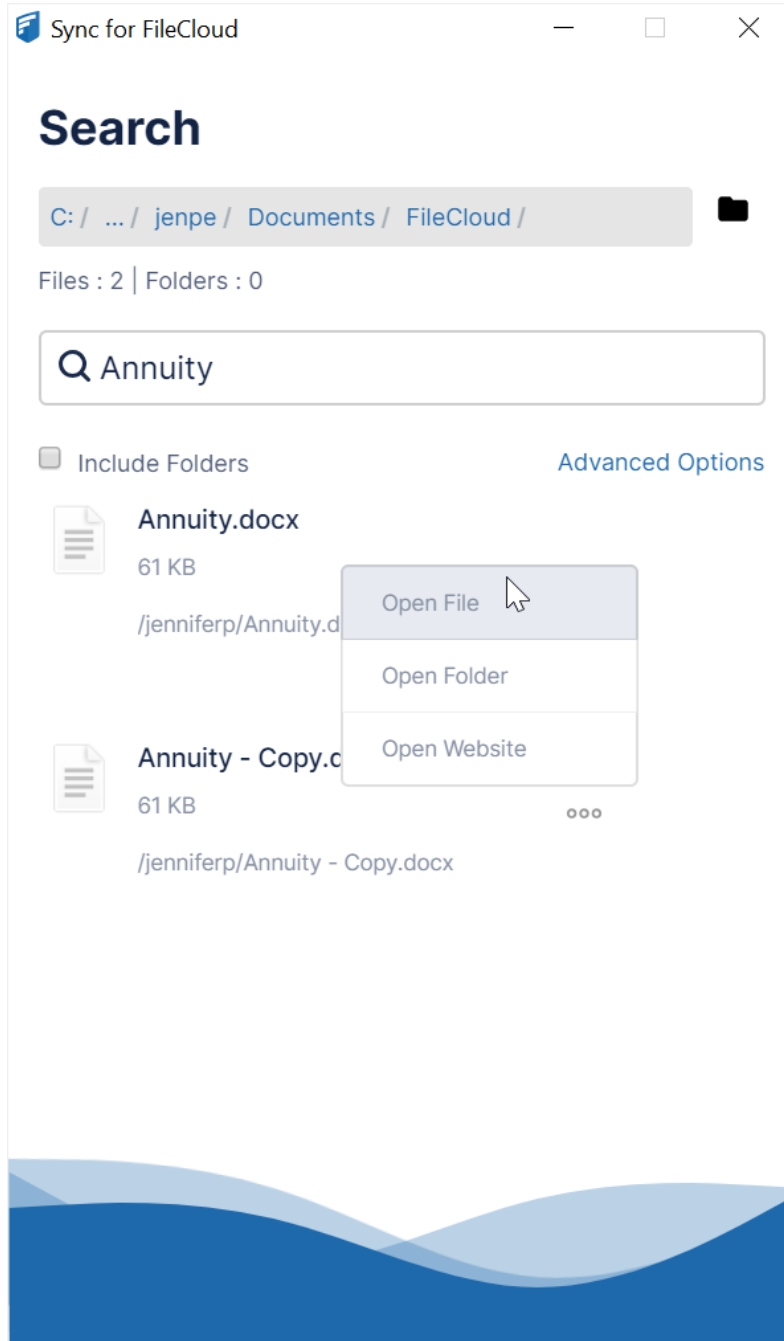 Sync for FileCloud
Search
C: / ... / jenpe / Documents / FileCloud /
Files : 2 | Folders : 0
Annuity
Include Folders
Advanced Options
Annuity.docx
61 KB
/jenniferp/Annuity.d
Open File
Open Folder
Open Website
Annuity - Copy.d
61 KB
/jenniferp/Annuity - Copy.docx